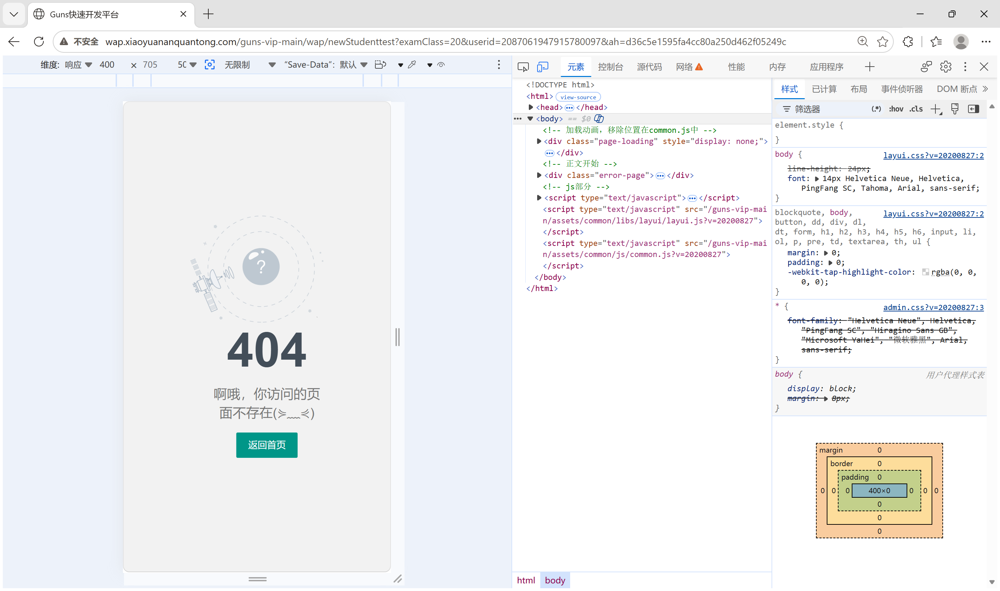 Guns快速开发平台
不安全 wap.xiaoyuananquantong.com/guns-vip-main/wap/newStudenttest?examClass=20&userid=2087061947915780097&ah=d36c5e1595fa4cc80a250d462f05249c
维度: 响应 400 × 705 50 无限制 “Save-Data”: 默认
元素 控制台 源代码 网络 性能 内存 应用程序
404
啊哦，你访问的页
面不存在(≽﹏≼)
返回首页
<!DOCTYPE html>
<html> view-source
<head> ••• </head>
••• <body> == $0
<!-- 加载动画，移除位置在common.js中 -->
<div class="page-loading" style="display: none;">
••• </div>
<!-- 正文开始 -->
<div class="error-page"> ••• </div>
<!-- js部分 -->
<script type="text/javascript"> ••• </script>
<script type="text/javascript" src="/guns-vip-mai
n/assets/common/libs/layui/layui.js?v=20200827">
</script>
<script type="text/javascript" src="/guns-vip-mai
n/assets/common/js/common.js?v=20200827">
</script>
</body>
</html>
html body
样式 已计算 布局 事件侦听器 DOM 断点
筛选器 (.*) :hov .cls
element.style {
}
body { layui.css?v=20200827:2
line-height: 24px;
font: 14px Helvetica Neue, Helvetica,
PingFang SC, Tahoma, Arial, sans-serif;
}
blockquote, body, layui.css?v=20200827:2
button, dd, div, dl,
dt, form, h1, h2, h3, h4, h5, h6, input, li,
ol, p, pre, td, textarea, th, ul {
margin: 0;
padding: 0;
-webkit-tap-highlight-color: rgba(0, 0,
0, 0);
}
* { admin.css?v=20200827:3
font-family: "Helvetica Neue", Helvetica,
"PingFang SC", "Hiragino Sans GB",
"Microsoft YaHei", "微软雅黑", Arial,
sans-serif;
}
body { 用户代理样式表
display: block;
margin: 8px;
}
margin 0
border 0
padding 0
0 0 0 400×0 0 0 0
0
0
0